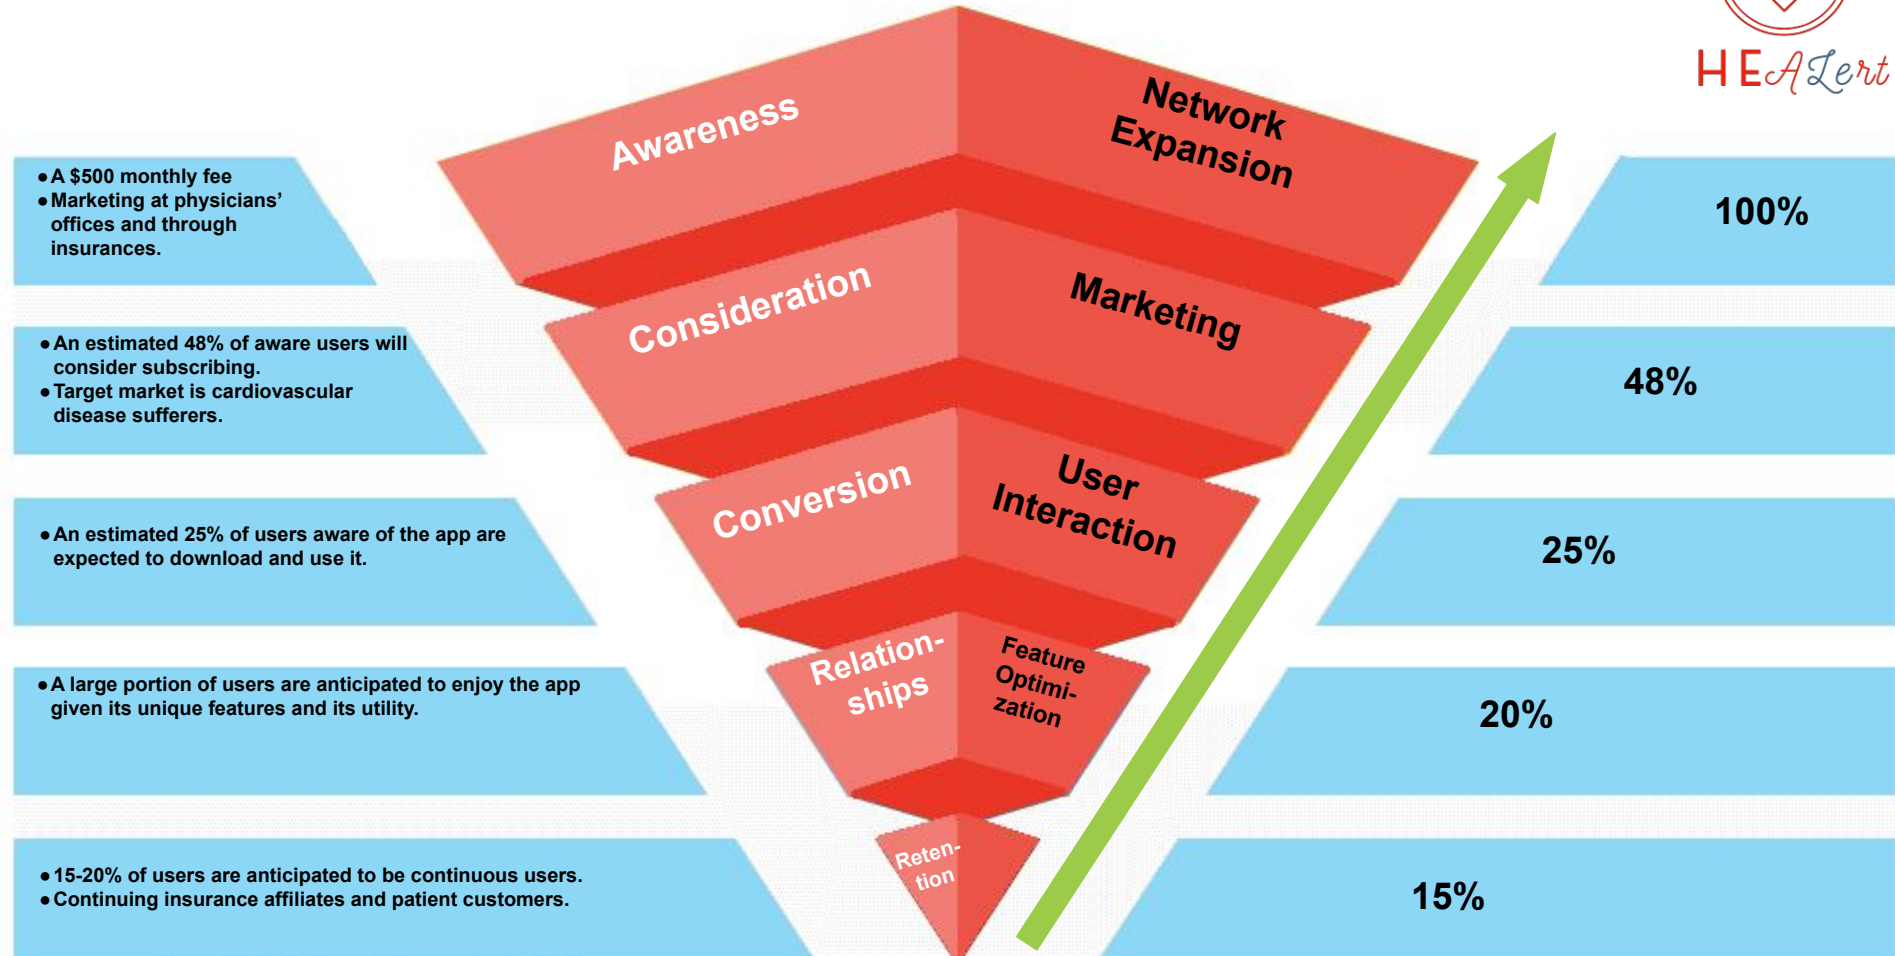 HEALert
Awareness
Network
Expansion
● A $500 monthly fee
● Marketing at physicians’
offices and through
insurances.
100%
Consideration
Marketing
● An estimated 48% of aware users will
consider subscribing.
● Target market is cardiovascular
disease sufferers.
48%
Conversion
User
Interaction
● An estimated 25% of users aware of the app are
expected to download and use it.
25%
Relation-
ships
Feature
Optimi-
zation
● A large portion of users are anticipated to enjoy the app
given its unique features and its utility.
20%
Reten-
tion
● 15-20% of users are anticipated to be continuous users.
● Continuing insurance affiliates and patient customers.
15%